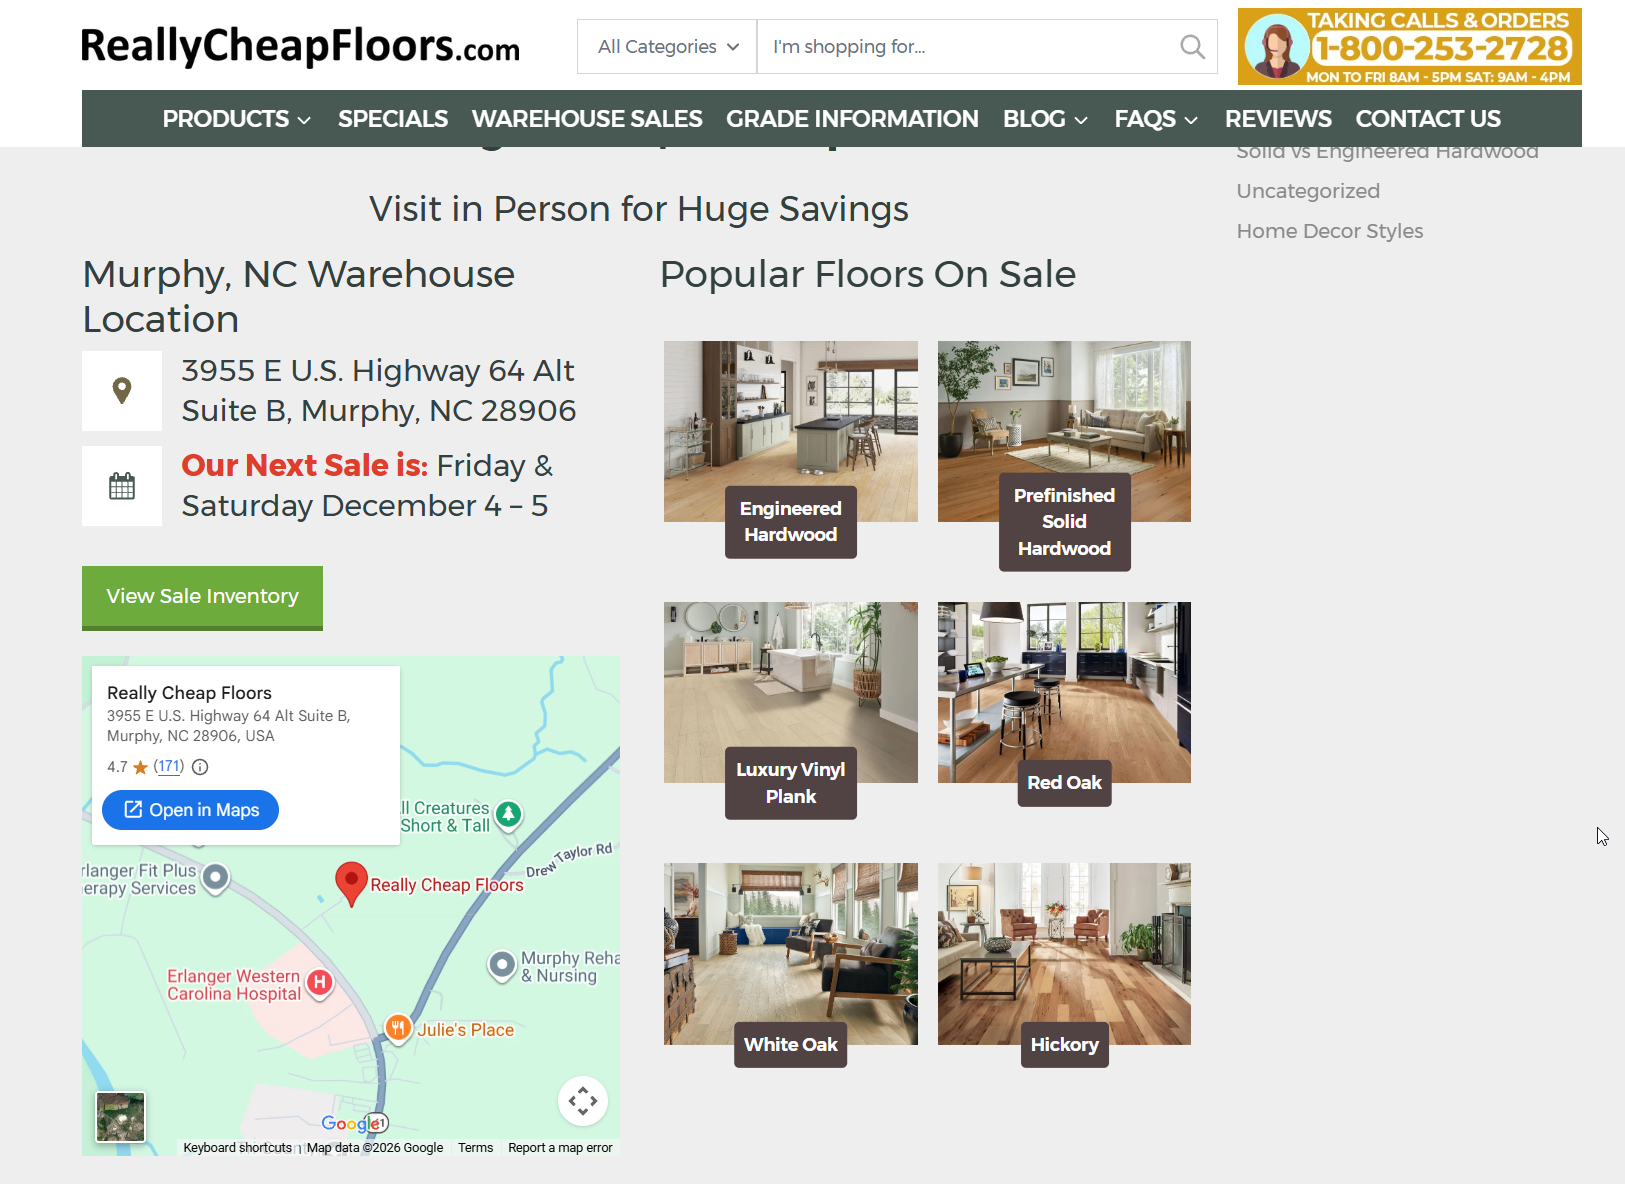 ReallyCheapFloors.com
All Categories
I'm shopping for...
TAKING CALLS & ORDERS
1-800-253-2728
MON TO FRI 8AM - 5PM SAT: 9AM - 4PM
PRODUCTS
SPECIALS
WAREHOUSE SALES
GRADE INFORMATION
BLOG
FAQS
REVIEWS
CONTACT US
Solid vs Engineered Hardwood
Uncategorized
Home Decor Styles
Visit in Person for Huge Savings
Murphy, NC Warehouse
Location
3955 E U.S. Highway 64 Alt
Suite B, Murphy, NC 28906
Our Next Sale is: Friday &
Saturday December 4 – 5
View Sale Inventory
Really Cheap Floors
3955 E U.S. Highway 64 Alt Suite B,
Murphy, NC 28906, USA
4.7 (171)
Open in Maps
ll Creatures
Short & Tall
Drew Taylor Rd
rlanger Fit Plus
erapy Services
Really Cheap Floors
Erlanger Western
Carolina Hospital
H
Murphy Reha
& Nursing
Julie's Place
Google
Keyboard shortcuts
Map data ©2026 Google
Terms
Report a map error
Popular Floors On Sale
Engineered
Hardwood
Prefinished
Solid
Hardwood
Luxury Vinyl
Plank
Red Oak
White Oak
Hickory